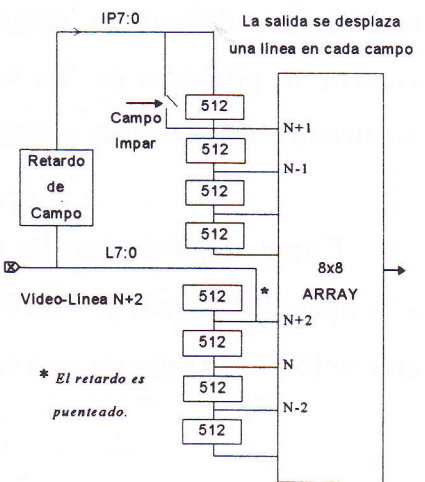 IP7:0
La salida se desplaza
una línea en cada campo
Campo
Impar
512
N+1
512
N-1
512
512
Retardo
de
Campo
L7:0
Video-Línea N+2
8x8
ARRAY
512
*
N+2
512
N
512
N-2
512
* El retardo es
puenteado.